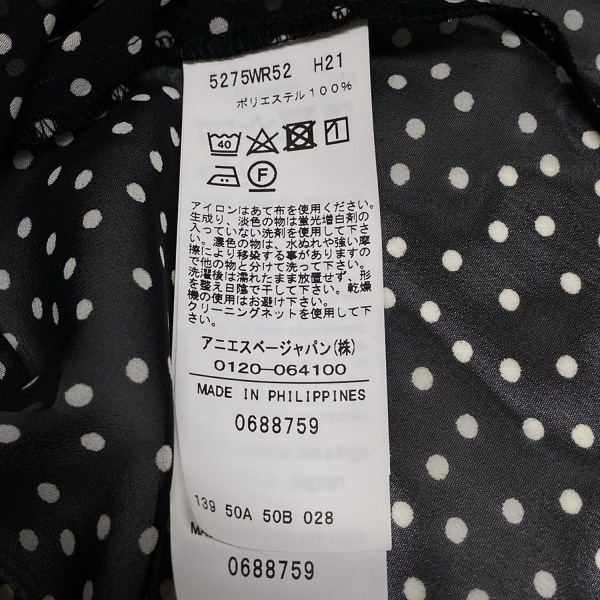 5275WR52 H21
ポリエステル100%
40
F
アイロンはあて布を使用ください。
生成り、淡色の物は蛍光増白剤の
入っていない洗剤を使用して下さ
い。濃色の物は、水ぬれや強い摩
擦により移染する事がありますの
で他の物と分けて洗って下さい。
洗濯後は濡れたまま放置せず、形
を整え日陰で干して下さい。乾燥
機の使用はお避け下さい。
クリーニングネットを使用して下
さい。
アニエスベージャパン(株)
0120-064100
MADE IN PHILIPPINES
0688759
139 50A 50B 028
0688759